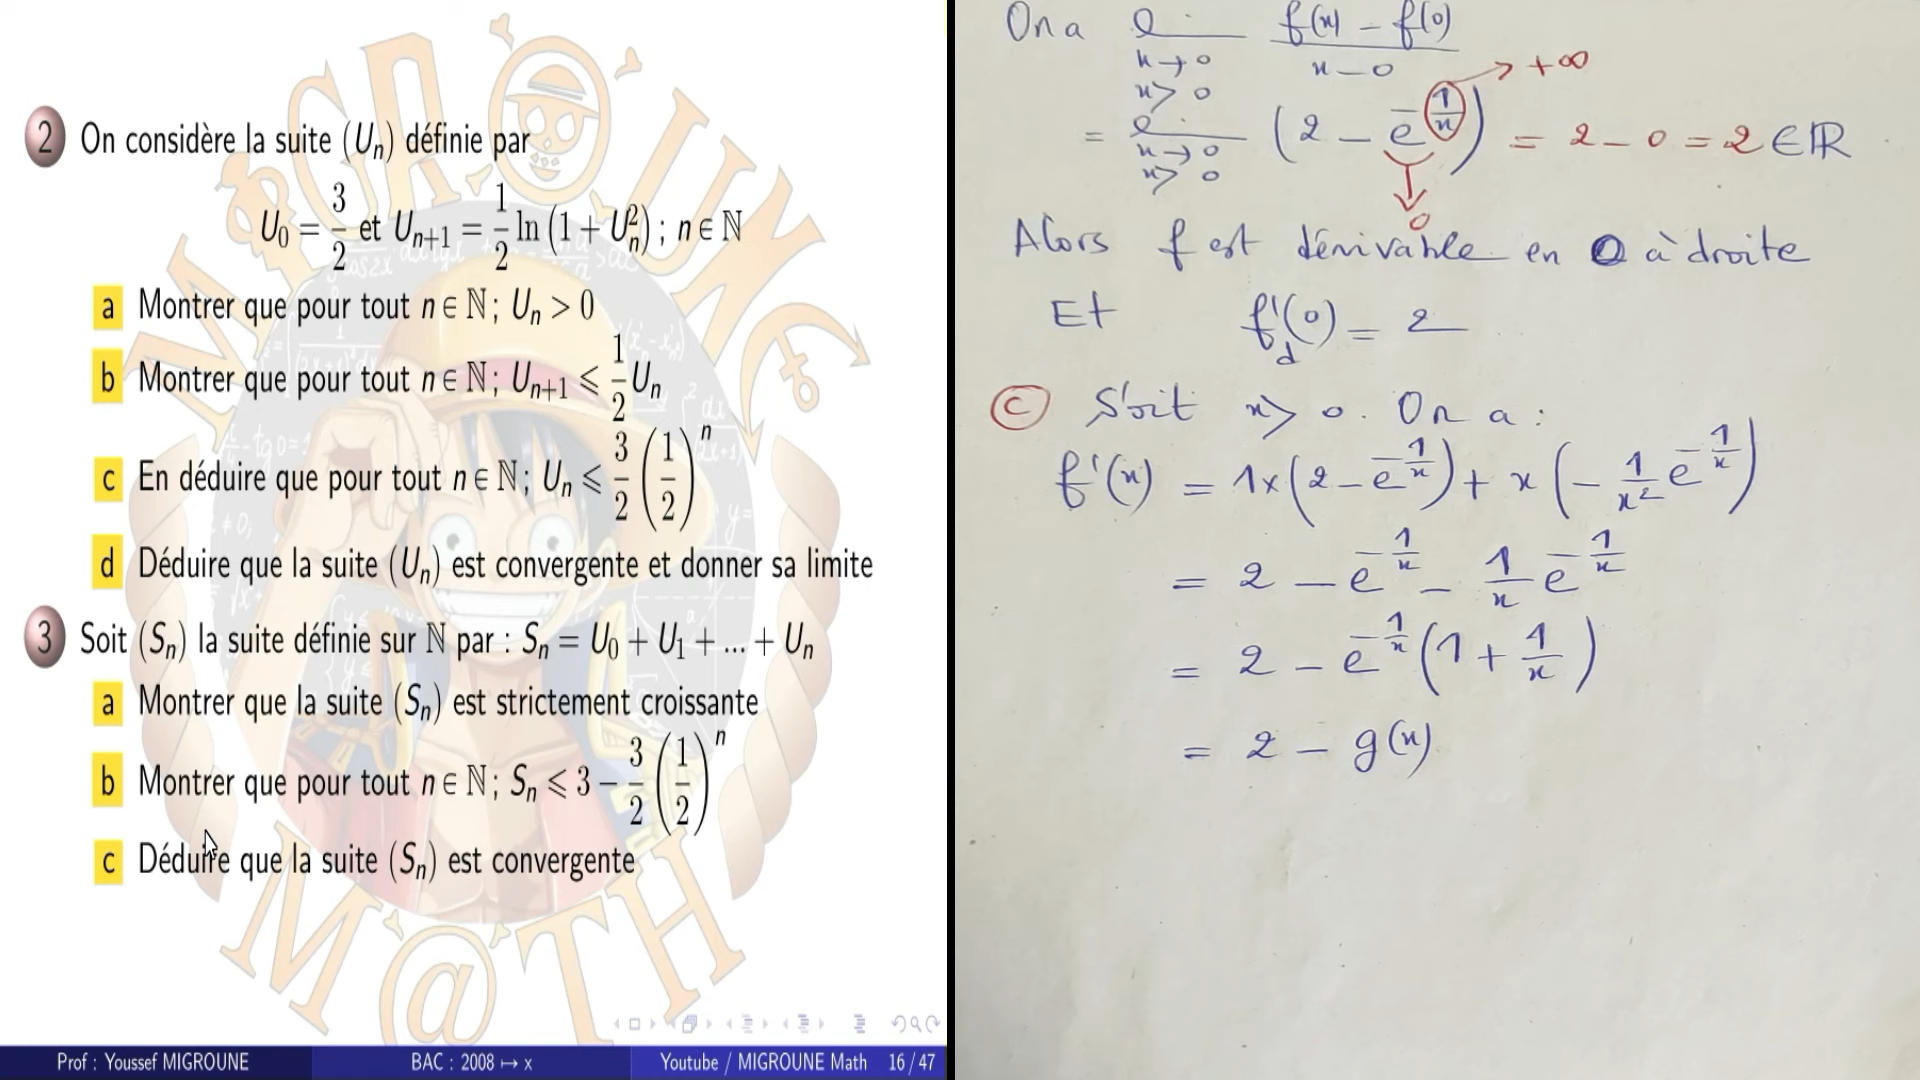 2 On considère la suite (Uₙ) définie par
U₀ = 3/2 et Uₙ₊₁ = 1/2 ln (1 + Uₙ²) ; n ∈ ℕ
a Montrer que pour tout n ∈ ℕ ; Uₙ > 0
b Montrer que pour tout n ∈ ℕ ; Uₙ₊₁ ⩽ 1/2 Uₙ
c En déduire que pour tout n ∈ ℕ ; Uₙ ⩽ 3/2 (1/2)ⁿ
d Déduire que la suite (Uₙ) est convergente et donner sa limite
3 Soit (Sₙ) la suite définie sur ℕ par : Sₙ = U₀ + U₁ + ... + Uₙ
a Montrer que la suite (Sₙ) est strictement croissante
b Montrer que pour tout n ∈ ℕ ; Sₙ ⩽ 3 − 3/2 (1/2)ⁿ
c Déduire que la suite (Sₙ) est convergente
MIGROUNE
M@TH
Prof : Youssef MIGROUNE BAC : 2008 ↦ x Youtube / MIGROUNE Math 16 / 47
On a lim x→0 x>0 (f(x) − f(0))/(x − 0)
= lim x→0 x>0 (2 − e^(−1/x)) = 2 − 0 = 2 ∈ ℝ
→ +∞
0
Alors f est dérivable en 0 à droite
Et f'd(0) = 2
c Soit x > 0. On a :
f'(x) = 1×(2 − e^(−1/x)) + x (− 1/x² e^(−1/x))
= 2 − e^(−1/x) − 1/x e^(−1/x)
= 2 − e^(−1/x) (1 + 1/x)
= 2 − g(x)